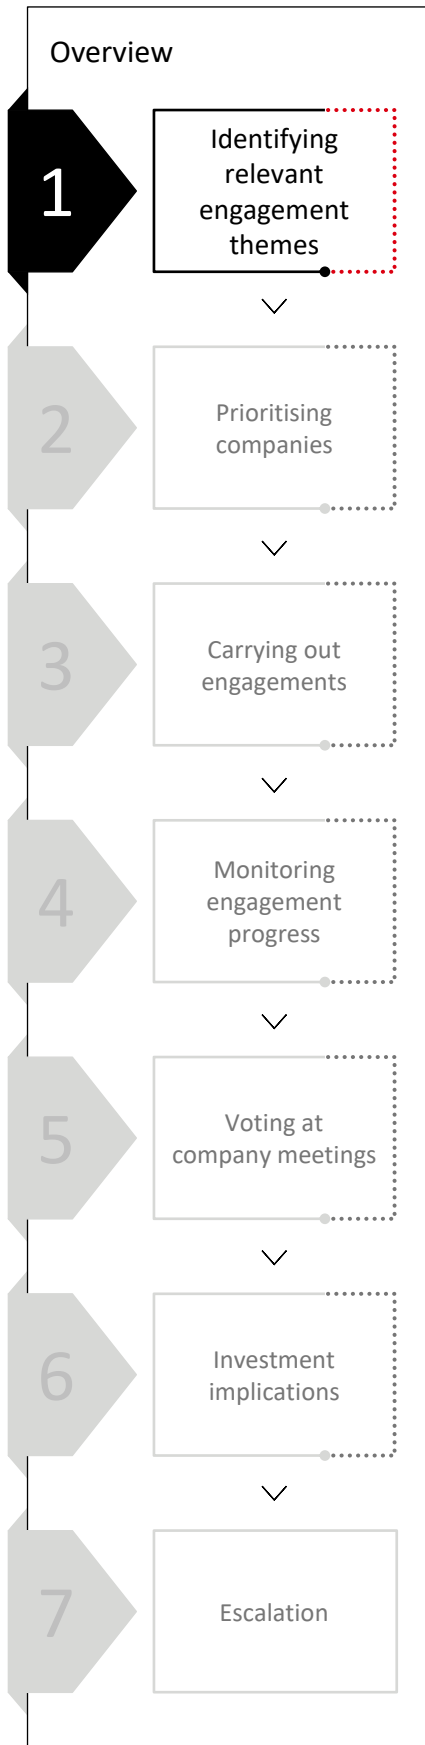 Overview
1
Identifying
relevant
engagement
themes
2
Prioritising
companies
3
Carrying out
engagements
4
Monitoring
engagement
progress
5
Voting at
company meetings
6
Investment
implications
7
Escalation